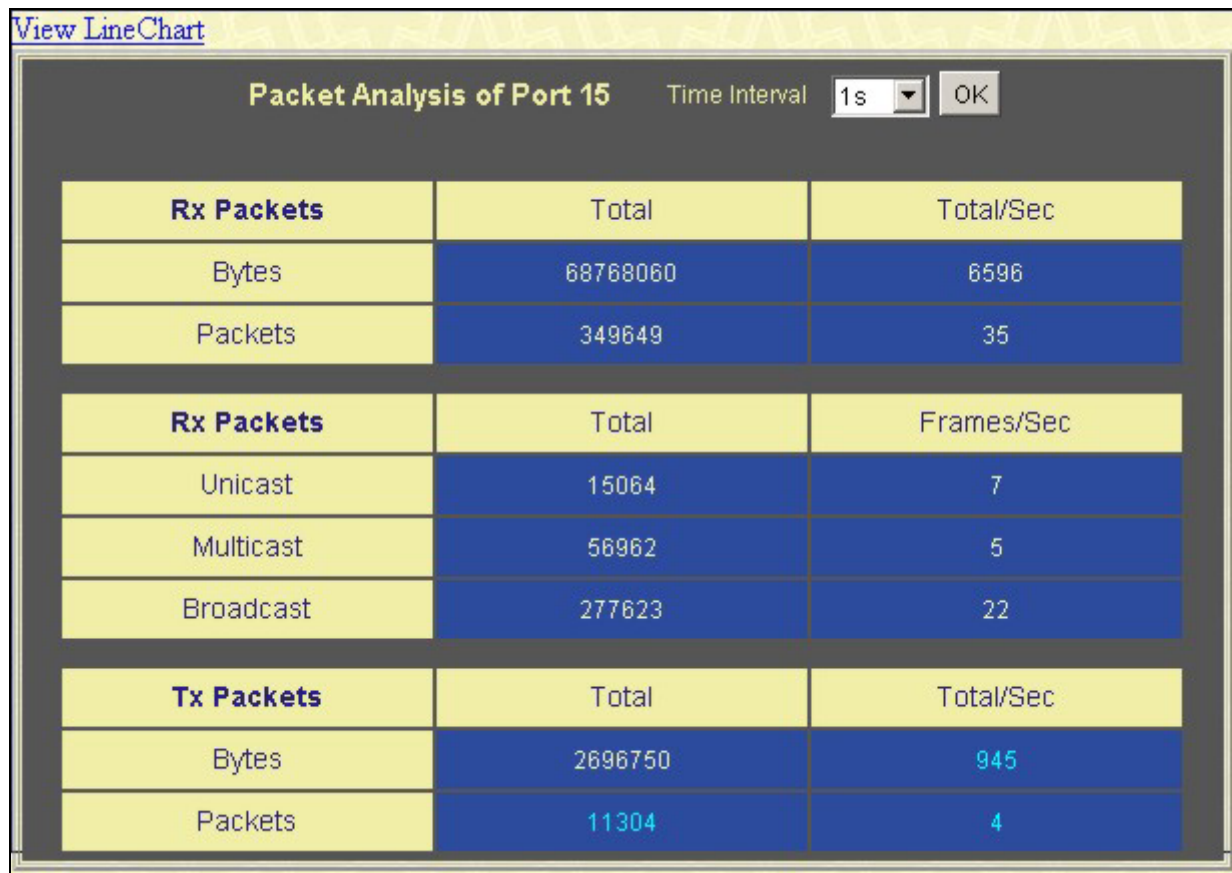 View LineChart
Packet Analysis of Port 15 Time Interval 1s OK
Rx Packets Total Total/Sec
Bytes 68768060 6596
Packets 349649 35
Rx Packets Total Frames/Sec
Unicast 15064 7
Multicast 56962 5
Broadcast 277623 22
Tx Packets Total Total/Sec
Bytes 2696750 945
Packets 11304 4